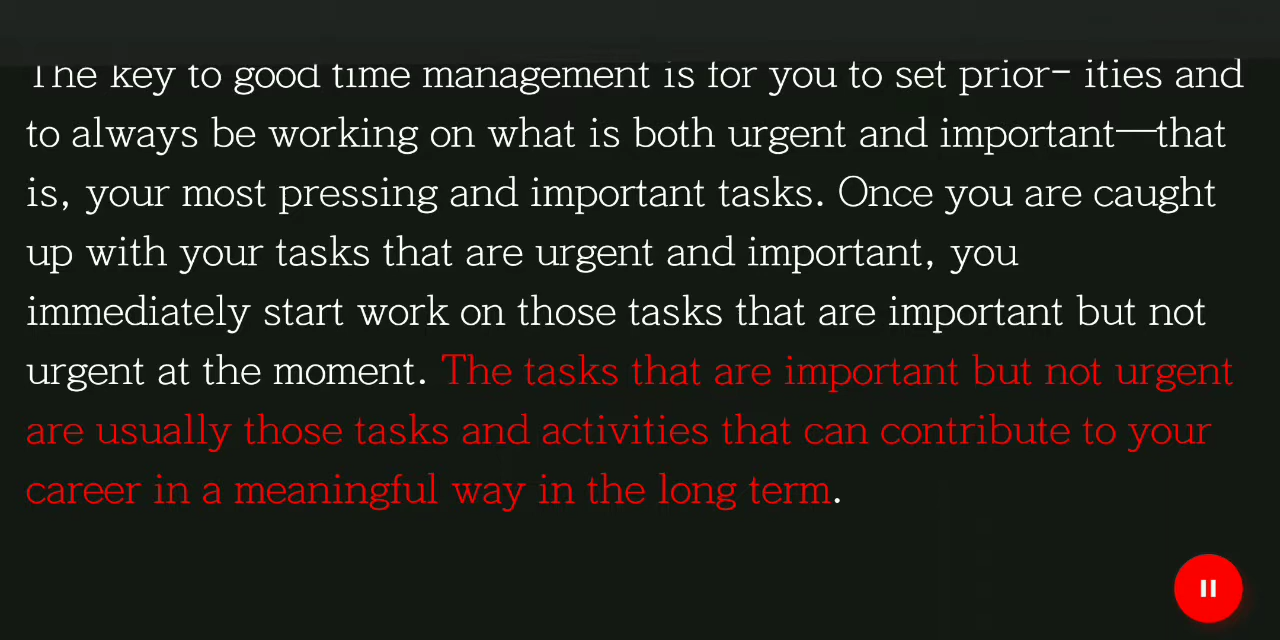 The key to good time management is for you to set prior- ities and
to always be working on what is both urgent and important—that
is, your most pressing and important tasks. Once you are caught
up with your tasks that are urgent and important, you
immediately start work on those tasks that are important but not
urgent at the moment. The tasks that are important but not urgent
are usually those tasks and activities that can contribute to your
career in a meaningful way in the long term.